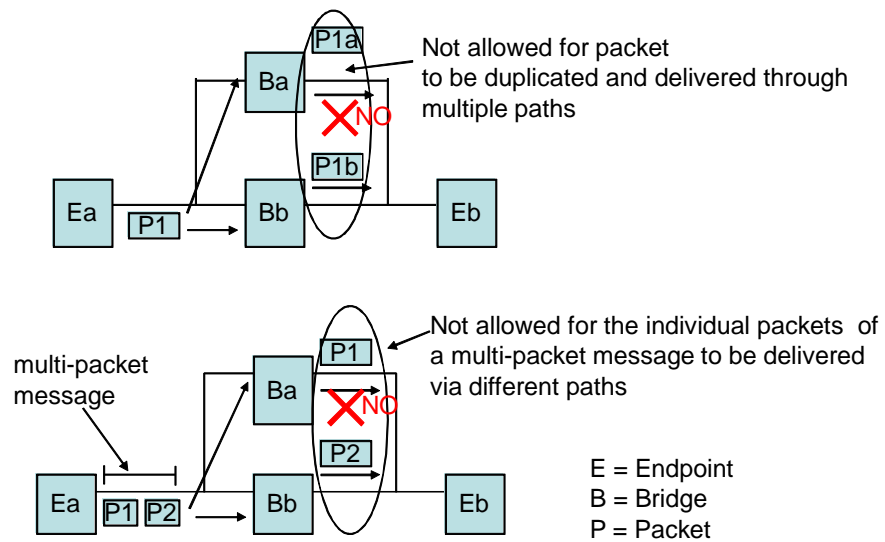 P1a
Ba
Not allowed for packet
to be duplicated and delivered through
multiple paths
NO
P1b
Ea
P1
Bb
Eb
Not allowed for the individual packets of
a multi-packet message to be delivered
via different paths
P1
multi-packet
message
Ba
NO
P2
Ea
P1
P2
Bb
Eb
E = Endpoint
B = Bridge
P = Packet